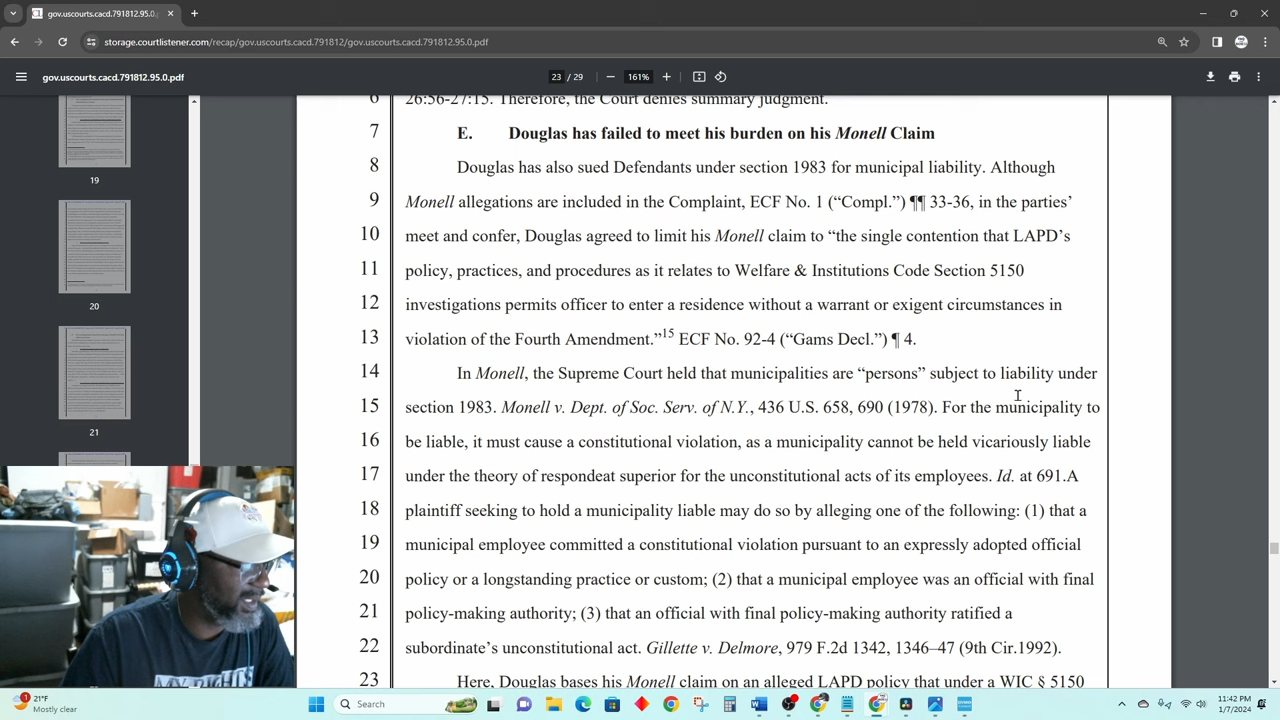 gov.uscourts.cacd.791812.95.0.pdf
storage.courtlistener.com/recap/gov.uscourts.cacd.791812/gov.uscourts.cacd.791812.95.0.pdf
gov.uscourts.cacd.791812.95.0.pdf
23 / 29
161%
19
20
21
6 26:56-27:15. Therefore, the Court denies summary judgment.
7 E. Douglas has failed to meet his burden on his Monell Claim
8 Douglas has also sued Defendants under section 1983 for municipal liability. Although
9 Monell allegations are included in the Complaint, ECF No. 1 (“Compl.”) ¶¶ 33-36, in the parties’
10 meet and confer, Douglas agreed to limit his Monell claim to “the single contention that LAPD’s
11 policy, practices, and procedures as it relates to Welfare & Institutions Code Section 5150
12 investigations permits officer to enter a residence without a warrant or exigent circumstances in
13 violation of the Fourth Amendment.”15 ECF No. 92-4 (“Gams Decl.”) ¶ 4.
14 In Monell, the Supreme Court held that municipalities are “persons” subject to liability under
15 section 1983. Monell v. Dept. of Soc. Serv. of N.Y., 436 U.S. 658, 690 (1978). For the municipality to
16 be liable, it must cause a constitutional violation, as a municipality cannot be held vicariously liable
17 under the theory of respondeat superior for the unconstitutional acts of its employees. Id. at 691.A
18 plaintiff seeking to hold a municipality liable may do so by alleging one of the following: (1) that a
19 municipal employee committed a constitutional violation pursuant to an expressly adopted official
20 policy or a longstanding practice or custom; (2) that a municipal employee was an official with final
21 policy-making authority; (3) that an official with final policy-making authority ratified a
22 subordinate’s unconstitutional act. Gillette v. Delmore, 979 F.2d 1342, 1346–47 (9th Cir.1992).
23 Here, Douglas bases his Monell claim on an alleged LAPD policy that under a WIC § 5150
1
21°F
Mostly clear
Search
11:42 PM
1/7/2024